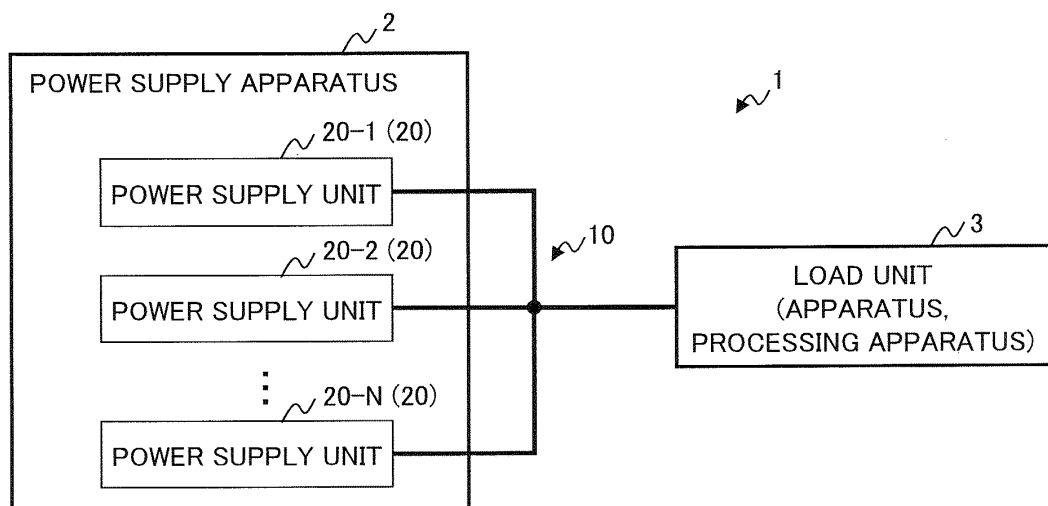 2
POWER SUPPLY APPARATUS
1
20-1 (20)
POWER SUPPLY UNIT
10
3
20-2 (20)
POWER SUPPLY UNIT
LOAD UNIT
(APPARATUS,
PROCESSING APPARATUS)
⋮
20-N (20)
POWER SUPPLY UNIT